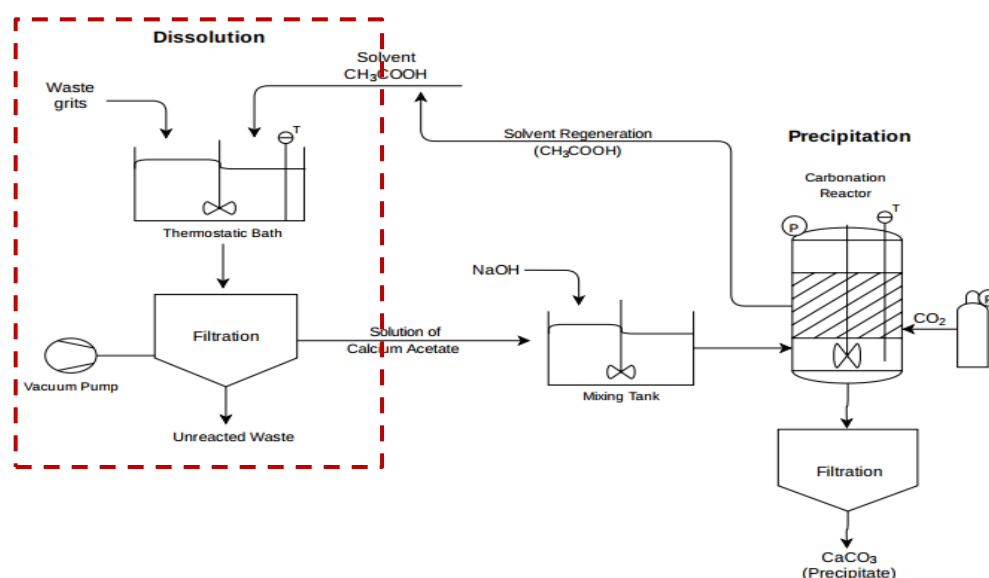 Dissolution
Solvent
CH₃COOH
Waste
grits
T
Thermostatic Bath
Solvent Regeneration
(CH₃COOH)
Precipitation
Carbonation
Reactor
T
P
NaOH
Filtration
Solution of
Calcium Acetate
Vacuum Pump
Unreacted Waste
Mixing Tank
CO₂
P
Filtration
CaCO₃
(Precipitate)